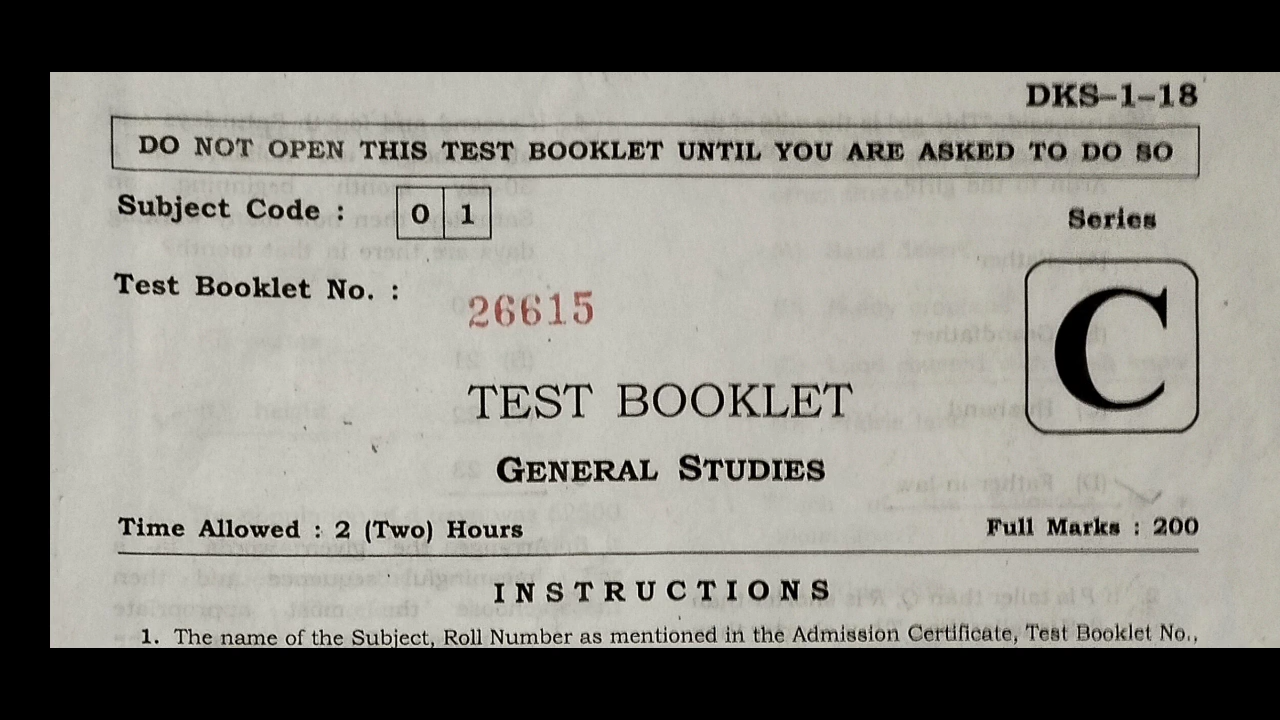 DKS–1–18
DO NOT OPEN THIS TEST BOOKLET UNTIL YOU ARE ASKED TO DO SO
Subject Code : 0 1
Series
Test Booklet No. : 26615
C
TEST BOOKLET
GENERAL STUDIES
Time Allowed : 2 (Two) Hours Full Marks : 200
INSTRUCTIONS
1. The name of the Subject, Roll Number as mentioned in the Admission Certificate, Test Booklet No.,